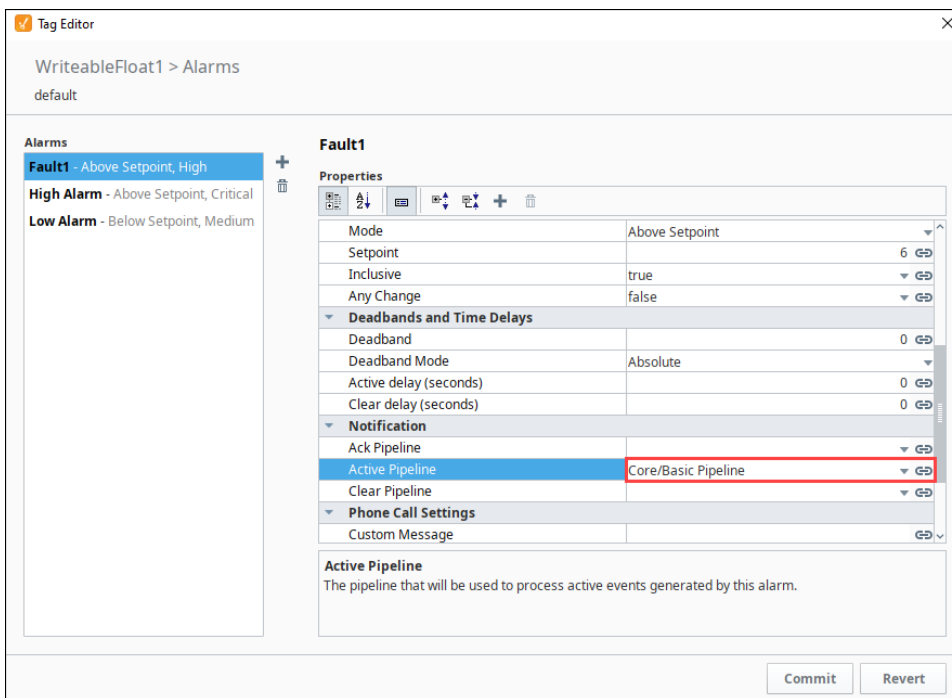 Tag Editor
WriteableFloat1 > Alarms
default
Alarms
Fault1 - Above Setpoint, High
High Alarm - Above Setpoint, Critical
Low Alarm - Below Setpoint, Medium
Fault1
Properties
Mode Above Setpoint
Setpoint 6
Inclusive true
Any Change false
Deadbands and Time Delays
Deadband 0
Deadband Mode Absolute
Active delay (seconds) 0
Clear delay (seconds) 0
Notification
Ack Pipeline
Active Pipeline Core/Basic Pipeline
Clear Pipeline
Phone Call Settings
Custom Message
Active Pipeline
The pipeline that will be used to process active events generated by this alarm.
Commit Revert